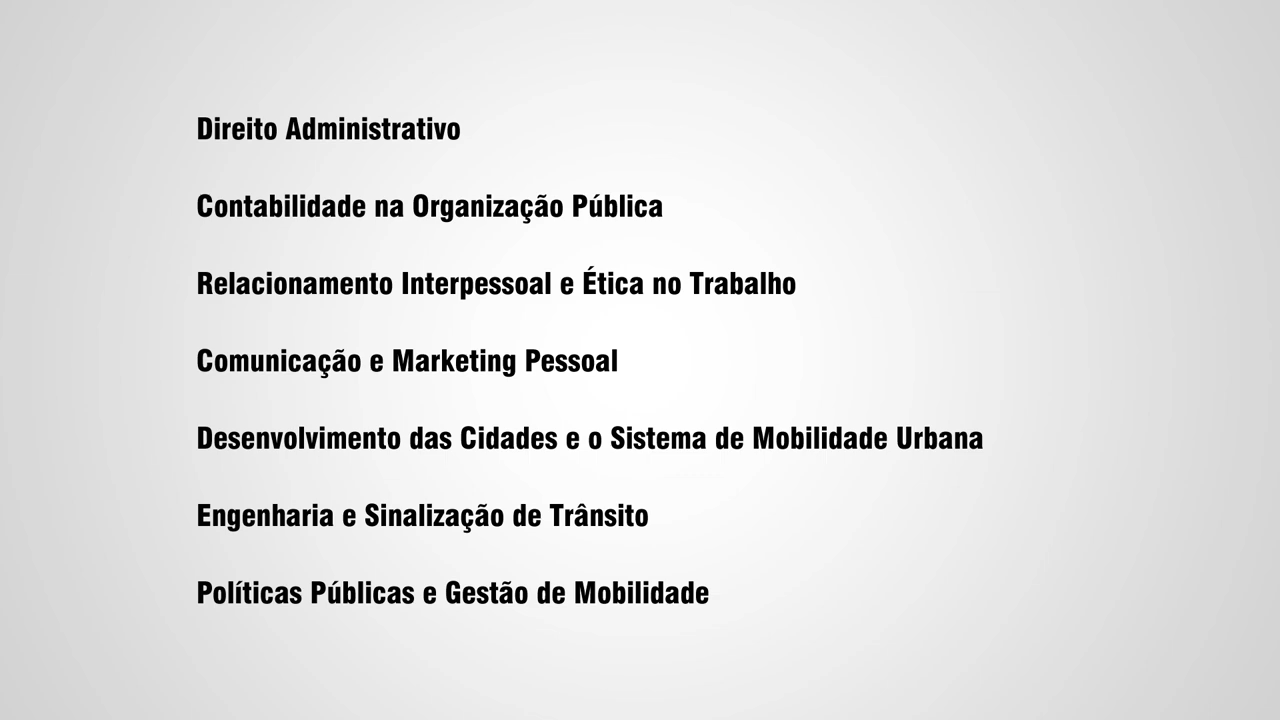 Direito Administrativo
Contabilidade na Organização Pública
Relacionamento Interpessoal e Ética no Trabalho
Comunicação e Marketing Pessoal
Desenvolvimento das Cidades e o Sistema de Mobilidade Urbana
Engenharia e Sinalização de Trânsito
Políticas Públicas e Gestão de Mobilidade